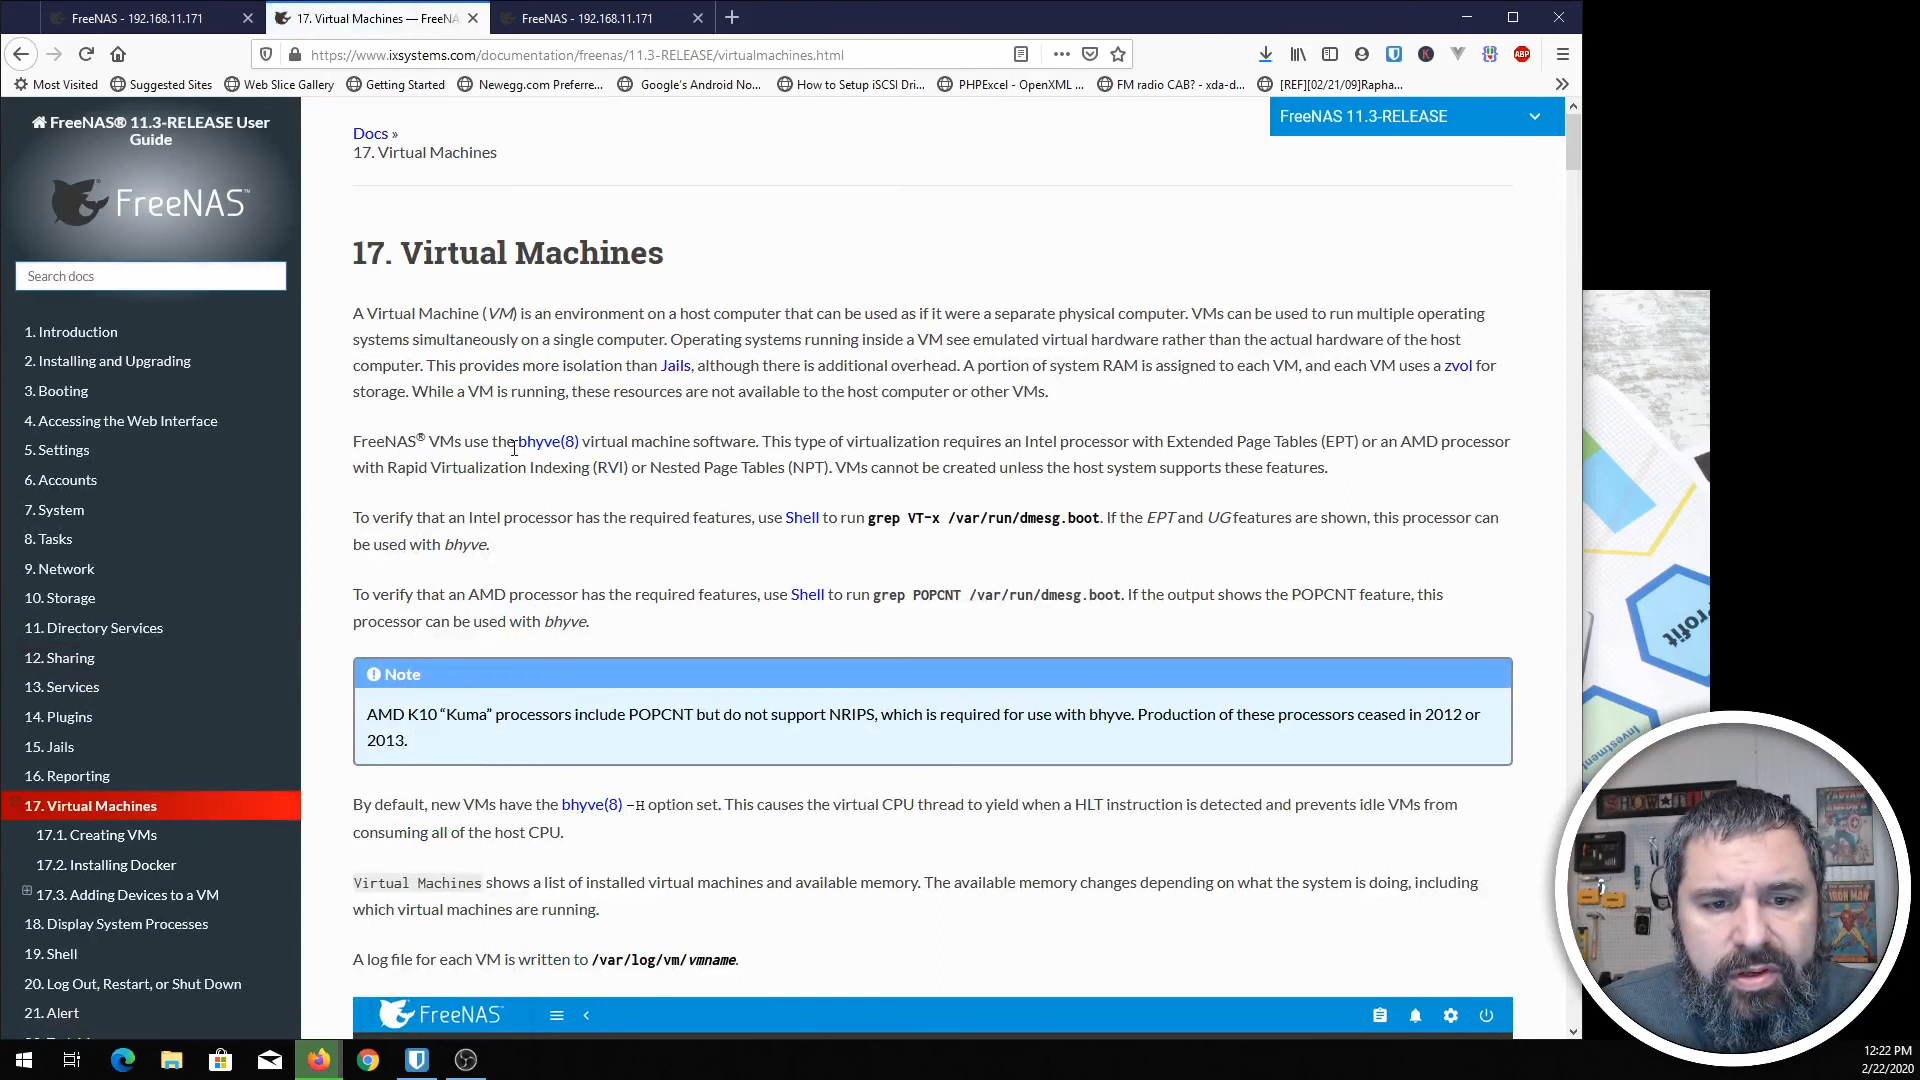 FreeNAS - 192.168.11.171
17. Virtual Machines — FreeNA
FreeNAS - 192.168.11.171
https://www.ixsystems.com/documentation/freenas/11.3-RELEASE/virtualmachines.html
ABP
Most Visited
Suggested Sites
Web Slice Gallery
Getting Started
Newegg.com Preferre...
Google's Android No...
How to Setup iSCSI Dri...
PHPExcel - OpenXML ...
FM radio CAB? - xda-d...
[REF][02/21/09]Rapha...
FreeNAS® 11.3-RELEASE User
Guide
FreeNAS™
Search docs
1. Introduction
2. Installing and Upgrading
3. Booting
4. Accessing the Web Interface
5. Settings
6. Accounts
7. System
8. Tasks
9. Network
10. Storage
11. Directory Services
12. Sharing
13. Services
14. Plugins
15. Jails
16. Reporting
17. Virtual Machines
17.1. Creating VMs
17.2. Installing Docker
17.3. Adding Devices to a VM
18. Display System Processes
19. Shell
20. Log Out, Restart, or Shut Down
21. Alert
Docs »
17. Virtual Machines
FreeNAS 11.3-RELEASE
17. Virtual Machines
A Virtual Machine (VM) is an environment on a host computer that can be used as if it were a separate physical computer. VMs can be used to run multiple operating
systems simultaneously on a single computer. Operating systems running inside a VM see emulated virtual hardware rather than the actual hardware of the host
computer. This provides more isolation than Jails, although there is additional overhead. A portion of system RAM is assigned to each VM, and each VM uses a zvol for
storage. While a VM is running, these resources are not available to the host computer or other VMs.
FreeNAS® VMs use the bhyve(8) virtual machine software. This type of virtualization requires an Intel processor with Extended Page Tables (EPT) or an AMD processor
with Rapid Virtualization Indexing (RVI) or Nested Page Tables (NPT). VMs cannot be created unless the host system supports these features.
To verify that an Intel processor has the required features, use Shell to run grep VT-x /var/run/dmesg.boot. If the EPT and UG features are shown, this processor can
be used with bhyve.
To verify that an AMD processor has the required features, use Shell to run grep POPCNT /var/run/dmesg.boot. If the output shows the POPCNT feature, this
processor can be used with bhyve.
Note
AMD K10 “Kuma” processors include POPCNT but do not support NRIPS, which is required for use with bhyve. Production of these processors ceased in 2012 or
2013.
By default, new VMs have the bhyve(8) -H option set. This causes the virtual CPU thread to yield when a HLT instruction is detected and prevents idle VMs from
consuming all of the host CPU.
Virtual Machines shows a list of installed virtual machines and available memory. The available memory changes depending on what the system is doing, including
which virtual machines are running.
A log file for each VM is written to /var/log/vm/vmname.
FreeNAS™
Profit
Investment
12:22 PM
2/22/2020